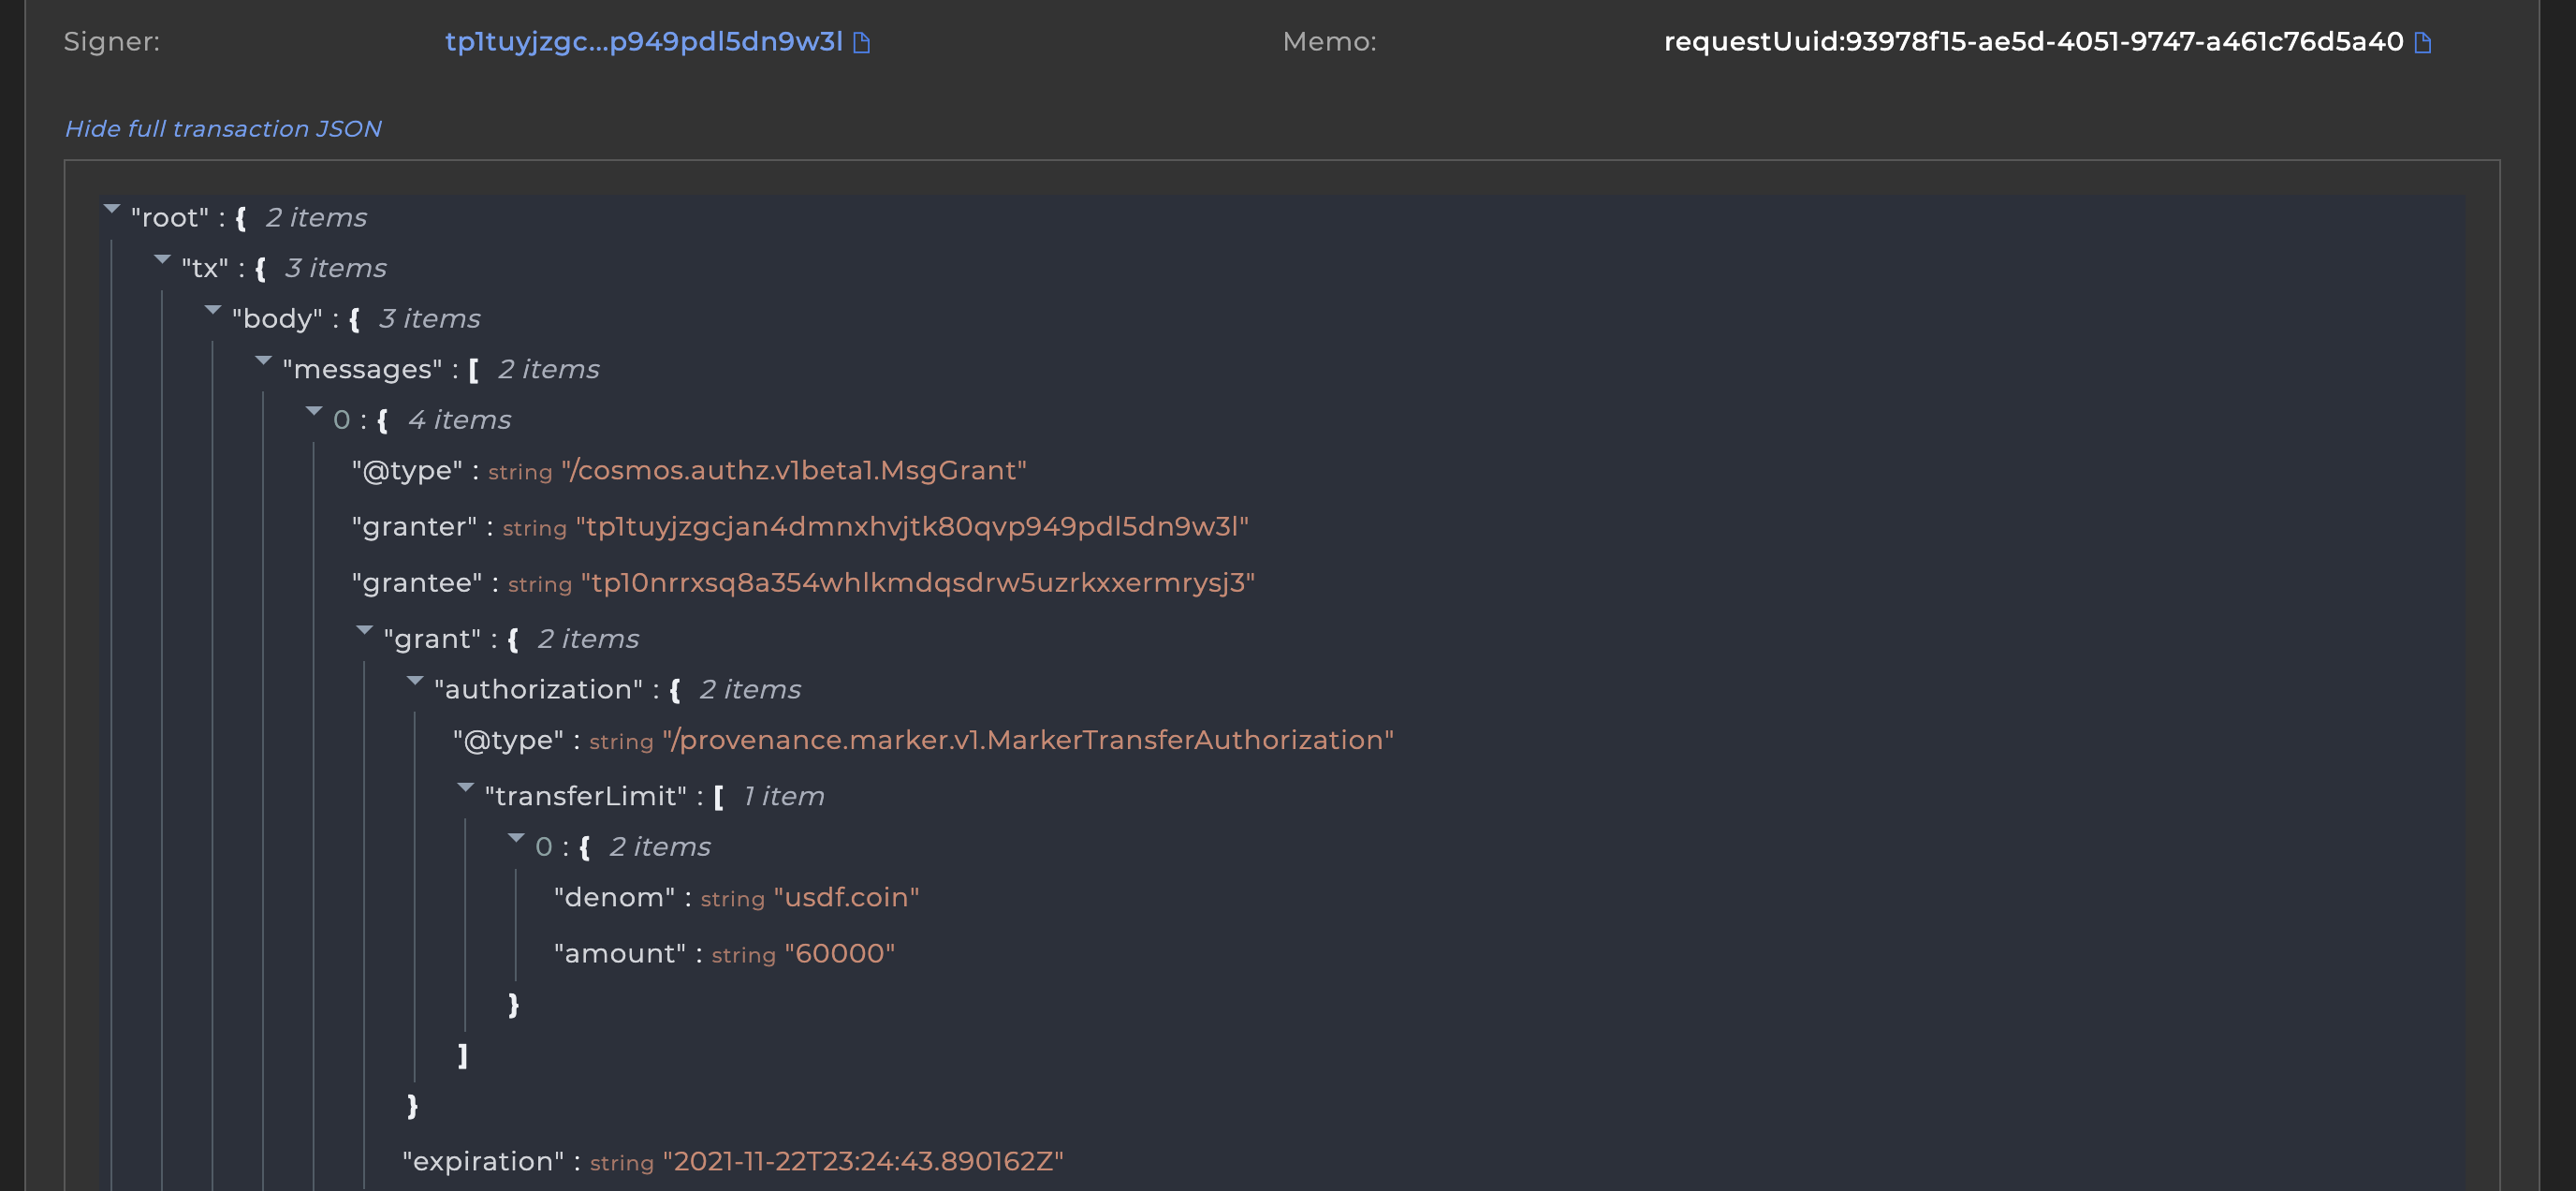 Signer: tp1tuyjzgc...p949pdl5dn9w3l Memo: requestUuid:93978f15-ae5d-4051-9747-a461c76d5a40
Hide full transaction JSON
"root" : { 2 items
"tx" : { 3 items
"body" : { 3 items
"messages" : [ 2 items
0 : { 4 items
"@type" : string "/cosmos.authz.v1beta1.MsgGrant"
"granter" : string "tp1tuyjzgcjan4dmnxhvjtk80qvp949pdl5dn9w3l"
"grantee" : string "tp10nrrxsq8a354whlkmdqsdrw5uzrkxxermrysj3"
"grant" : { 2 items
"authorization" : { 2 items
"@type" : string "/provenance.marker.v1.MarkerTransferAuthorization"
"transferLimit" : [ 1 item
0 : { 2 items
"denom" : string "usdf.coin"
"amount" : string "60000"
}
]
}
"expiration" : string "2021-11-22T23:24:43.890162Z"